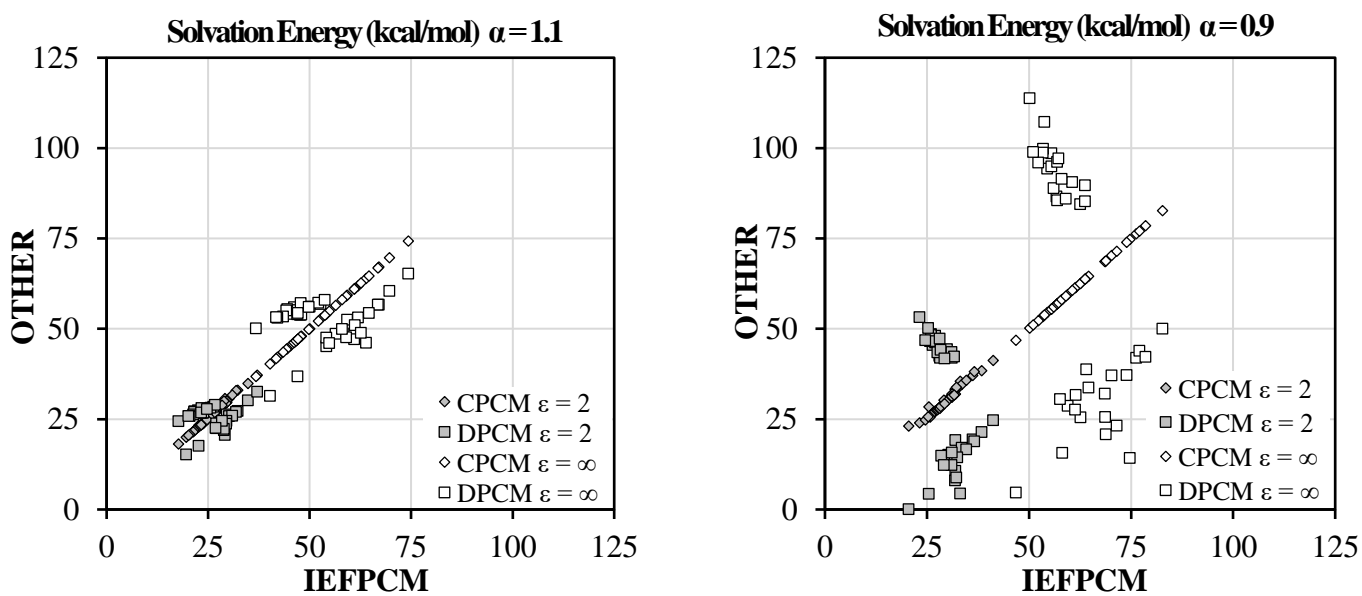 Solvation Energy (kcal/mol) α = 1.1
125
100
75
50
25
0
OTHER
0 25 50 75 100 125
IEFPCM
CPCM ε = 2
DPCM ε = 2
CPCM ε = ∞
DPCM ε = ∞
Solvation Energy (kcal/mol) α = 0.9
125
100
75
50
25
0
OTHER
0 25 50 75 100 125
IEFPCM
CPCM ε = 2
DPCM ε = 2
CPCM ε = ∞
DPCM ε = ∞